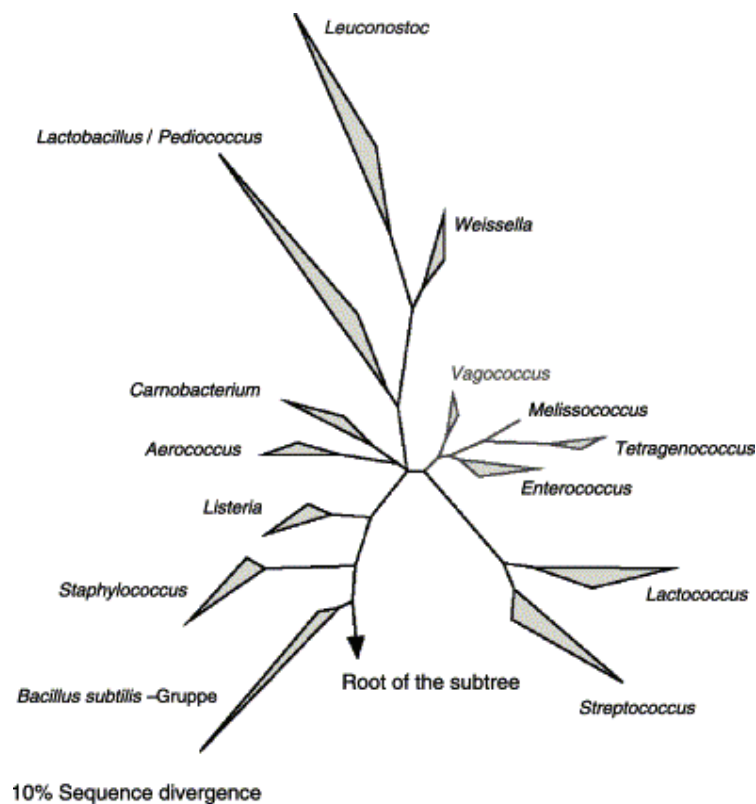 Leuconostoc
Lactobacillus / Pediococcus
Weissella
Vagococcus
Carnobacterium
Melissococcus
Aerococcus
Tetragenococcus
Enterococcus
Listeria
Staphylococcus
Lactococcus
Root of the subtree
Bacillus subtilis –Gruppe
Streptococcus
10% Sequence divergence